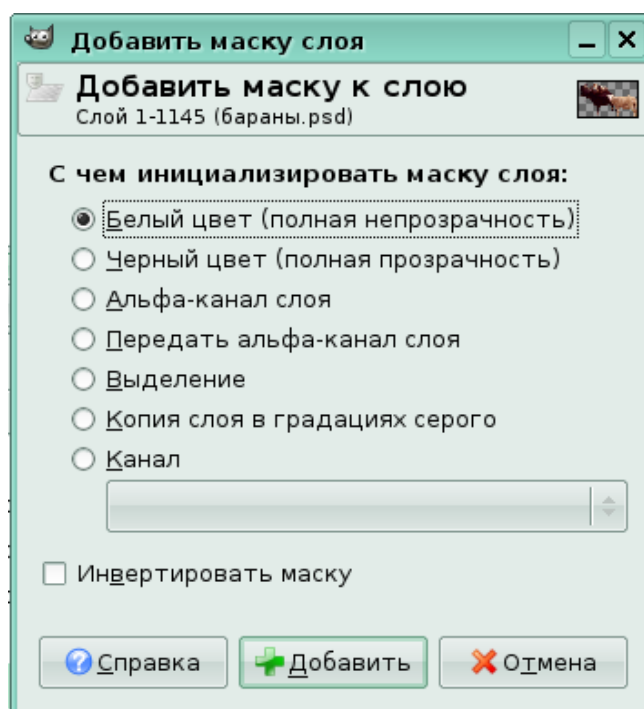 Добавить маску слоя
Добавить маску к слою
Слой 1-1145 (бараны.psd)
С чем инициализировать маску слоя:
Белый цвет (полная непрозрачность)
Черный цвет (полная прозрачность)
Альфа-канал слоя
Передать альфа-канал слоя
Выделение
Копия слоя в градациях серого
Канал
Инвертировать маску
Справка Добавить Отмена